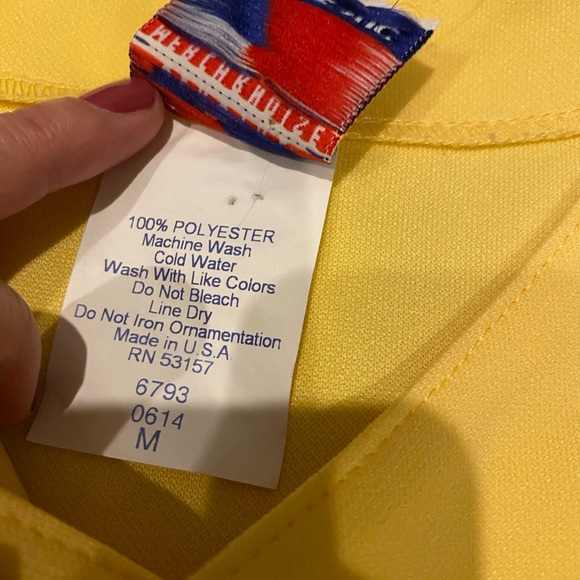 100% POLYESTER
Machine Wash
Cold Water
Wash With Like Colors
Do Not Bleach
Line Dry
Do Not Iron Ornamentation
Made in U.S.A
RN 53157
6793
0614
M